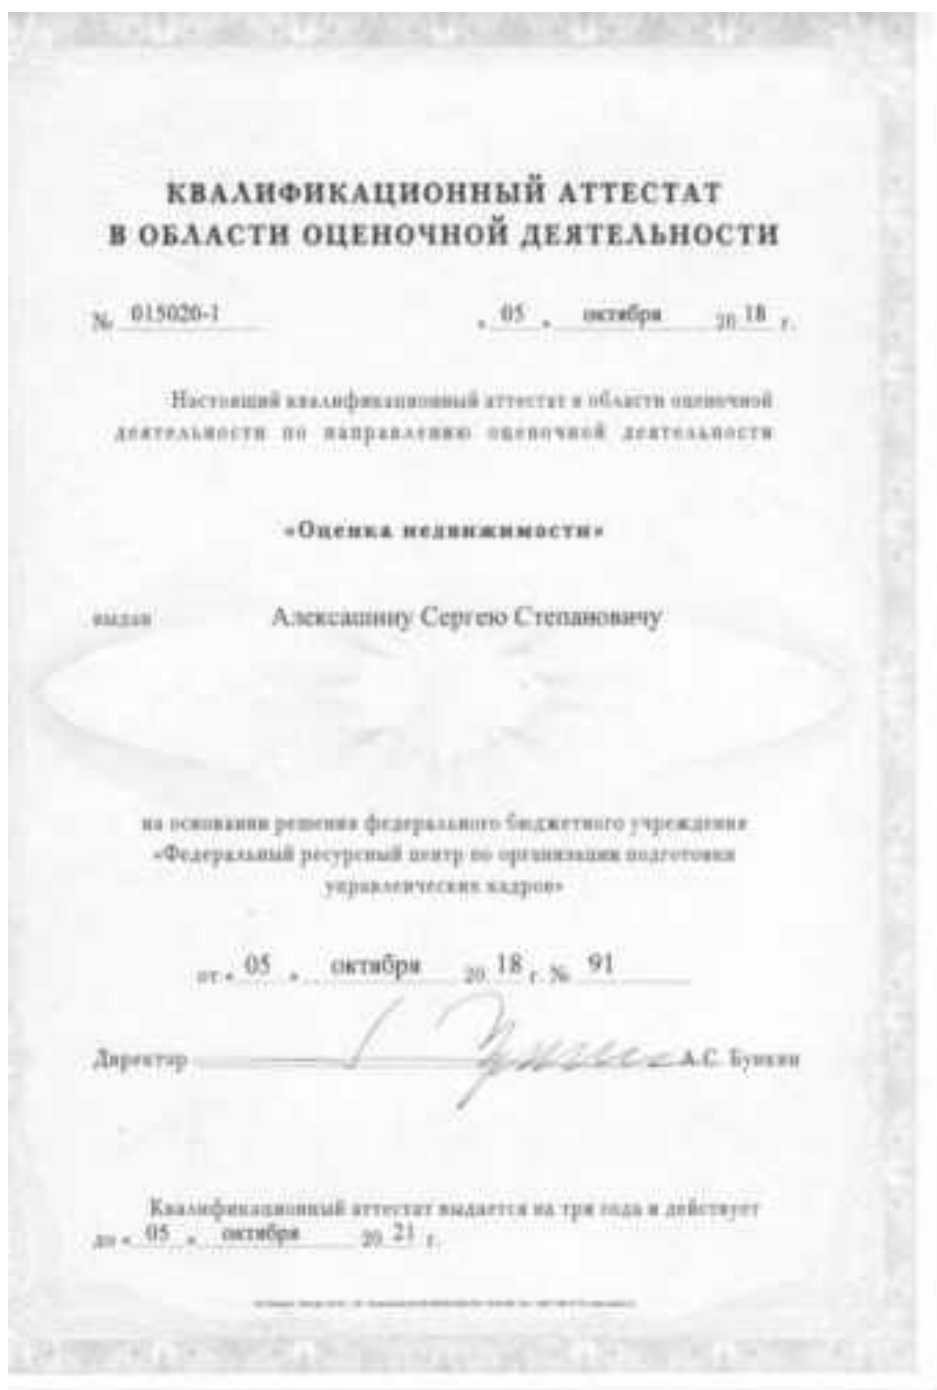 КВАЛИФИКАЦИОННЫЙ АТТЕСТАТ
В ОБЛАСТИ ОЦЕНОЧНОЙ ДЕЯТЕЛЬНОСТИ
№ 015020-1 « 05 » октября 20 18 г.
Настоящий квалификационный аттестат в области оценочной
деятельности по направлению оценочной деятельности
«Оценка недвижимости»
выдан Алексашину Сергею Степановичу
на основании решения федерального бюджетного учреждения
«Федеральный ресурсный центр по организации подготовки
управленческих кадров»
от « 05 » октября 20 18 г. № 91
Директор А.С. Бункин
Квалификационный аттестат выдается на три года и действует
до « 05 » октября 20 21 г.